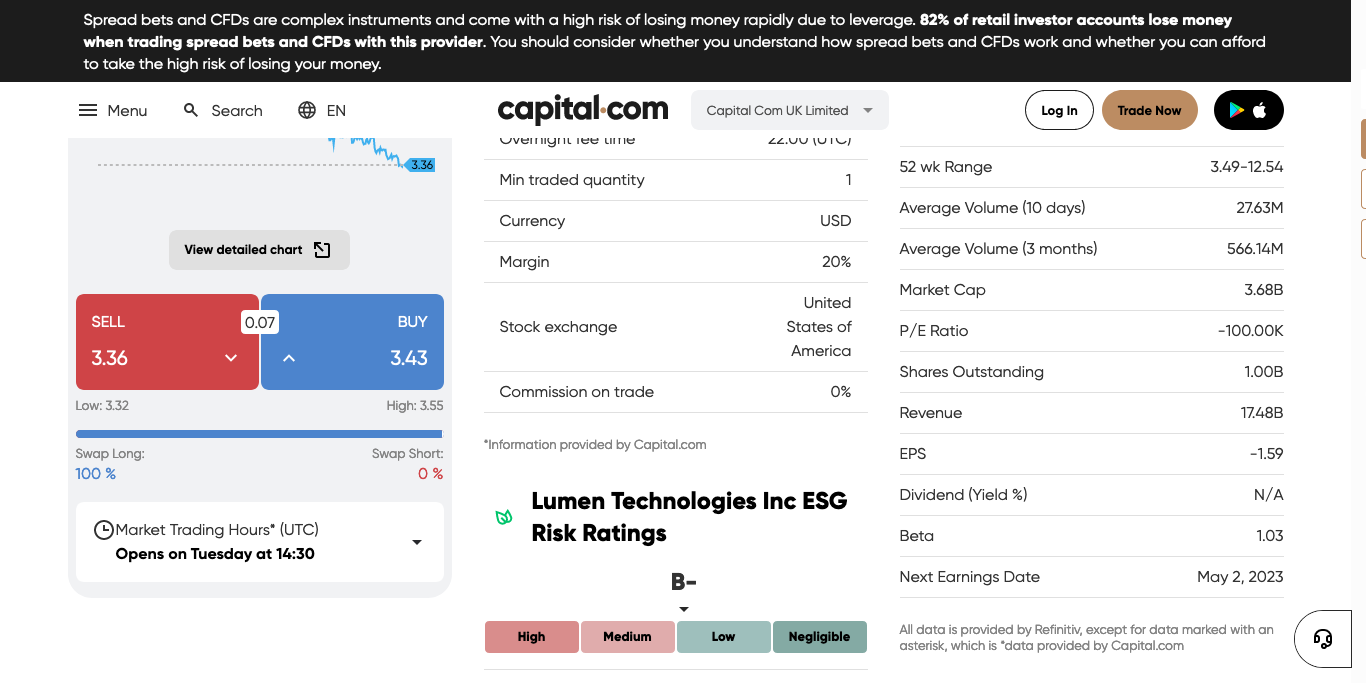 Spread bets and CFDs are complex instruments and come with a high risk of losing money rapidly due to leverage. 82% of retail investor accounts lose money
when trading spread bets and CFDs with this provider. You should consider whether you understand how spread bets and CFDs work and whether you can afford
to take the high risk of losing your money.
Menu
Search
EN
capital.com
Capital Com UK Limited
Log In
Trade Now
3.36
View detailed chart
SELL
0.07
BUY
3.36
3.43
Low: 3.32
High: 3.55
Swap Long:
Swap Short:
100 %
0 %
Market Trading Hours* (UTC)
Opens on Tuesday at 14:30
Overnight fee time 22:00 (UTC)
Min traded quantity 1
Currency USD
Margin 20%
Stock exchange
United
States of
America
Commission on trade 0%
*Information provided by Capital.com
Lumen Technologies Inc ESG
Risk Ratings
B-
High
Medium
Low
Negligible
52 wk Range 3.49-12.54
Average Volume (10 days) 27.63M
Average Volume (3 months) 566.14M
Market Cap 3.68B
P/E Ratio -100.00K
Shares Outstanding 1.00B
Revenue 17.48B
EPS -1.59
Dividend (Yield %) N/A
Beta 1.03
Next Earnings Date May 2, 2023
All data is provided by Refinitiv, except for data marked with an
asterisk, which is *data provided by Capital.com